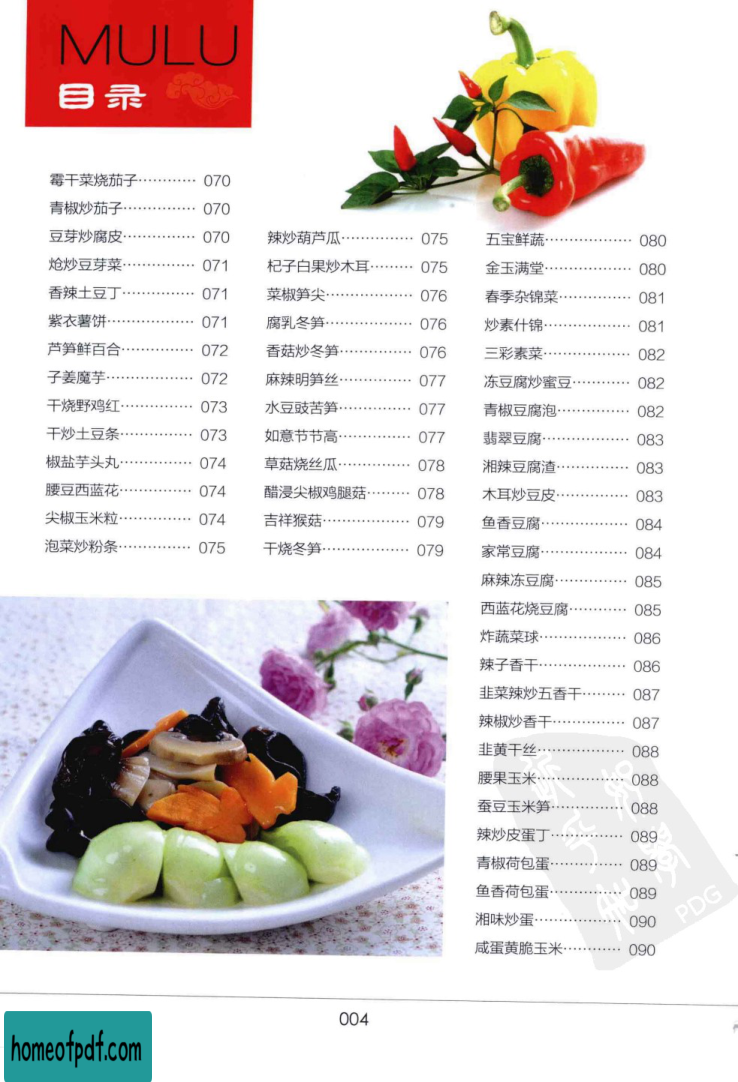 MULU
目录
霉干菜烧茄子………… 070
青椒炒茄子…………… 070
豆芽炒腐皮…………… 070
炝炒豆芽菜…………… 071
香辣土豆丁…………… 071
紫衣薯饼……………… 071
芦笋鲜百合…………… 072
子姜魔芋……………… 072
干烧野鸡红…………… 073
干炒土豆条…………… 073
椒盐芋头丸…………… 074
腰豆西蓝花…………… 074
尖椒玉米粒…………… 074
泡菜炒粉条…………… 075
辣炒葫芦瓜…………… 075
杞子白果炒木耳……… 075
菜椒笋尖……………… 076
腐乳冬笋……………… 076
香菇炒冬笋…………… 076
麻辣明笋丝…………… 077
水豆豉苦笋…………… 077
如意节节高…………… 077
草菇烧丝瓜…………… 078
醋浸尖椒鸡腿菇……… 078
吉祥猴菇……………… 079
干烧冬笋……………… 079
五宝鲜蔬……………… 080
金玉满堂……………… 080
春季杂锦菜…………… 081
炒素什锦……………… 081
三彩素菜……………… 082
冻豆腐炒蜜豆………… 082
青椒豆腐泡…………… 082
翡翠豆腐……………… 083
湘辣豆腐渣…………… 083
木耳炒豆皮…………… 083
鱼香豆腐……………… 084
家常豆腐……………… 084
麻辣冻豆腐…………… 085
西蓝花烧豆腐………… 085
炸蔬菜球……………… 086
辣子香干……………… 086
韭菜辣炒五香干……… 087
辣椒炒香干…………… 087
韭黄干丝……………… 088
腰果玉米……………… 088
蚕豆玉米笋…………… 088
辣炒皮蛋丁…………… 089
青椒荷包蛋…………… 089
鱼香荷包蛋…………… 089
湘味炒蛋……………… 090
咸蛋黄脆玉米………… 090
PDG
004
homeofpdf.com